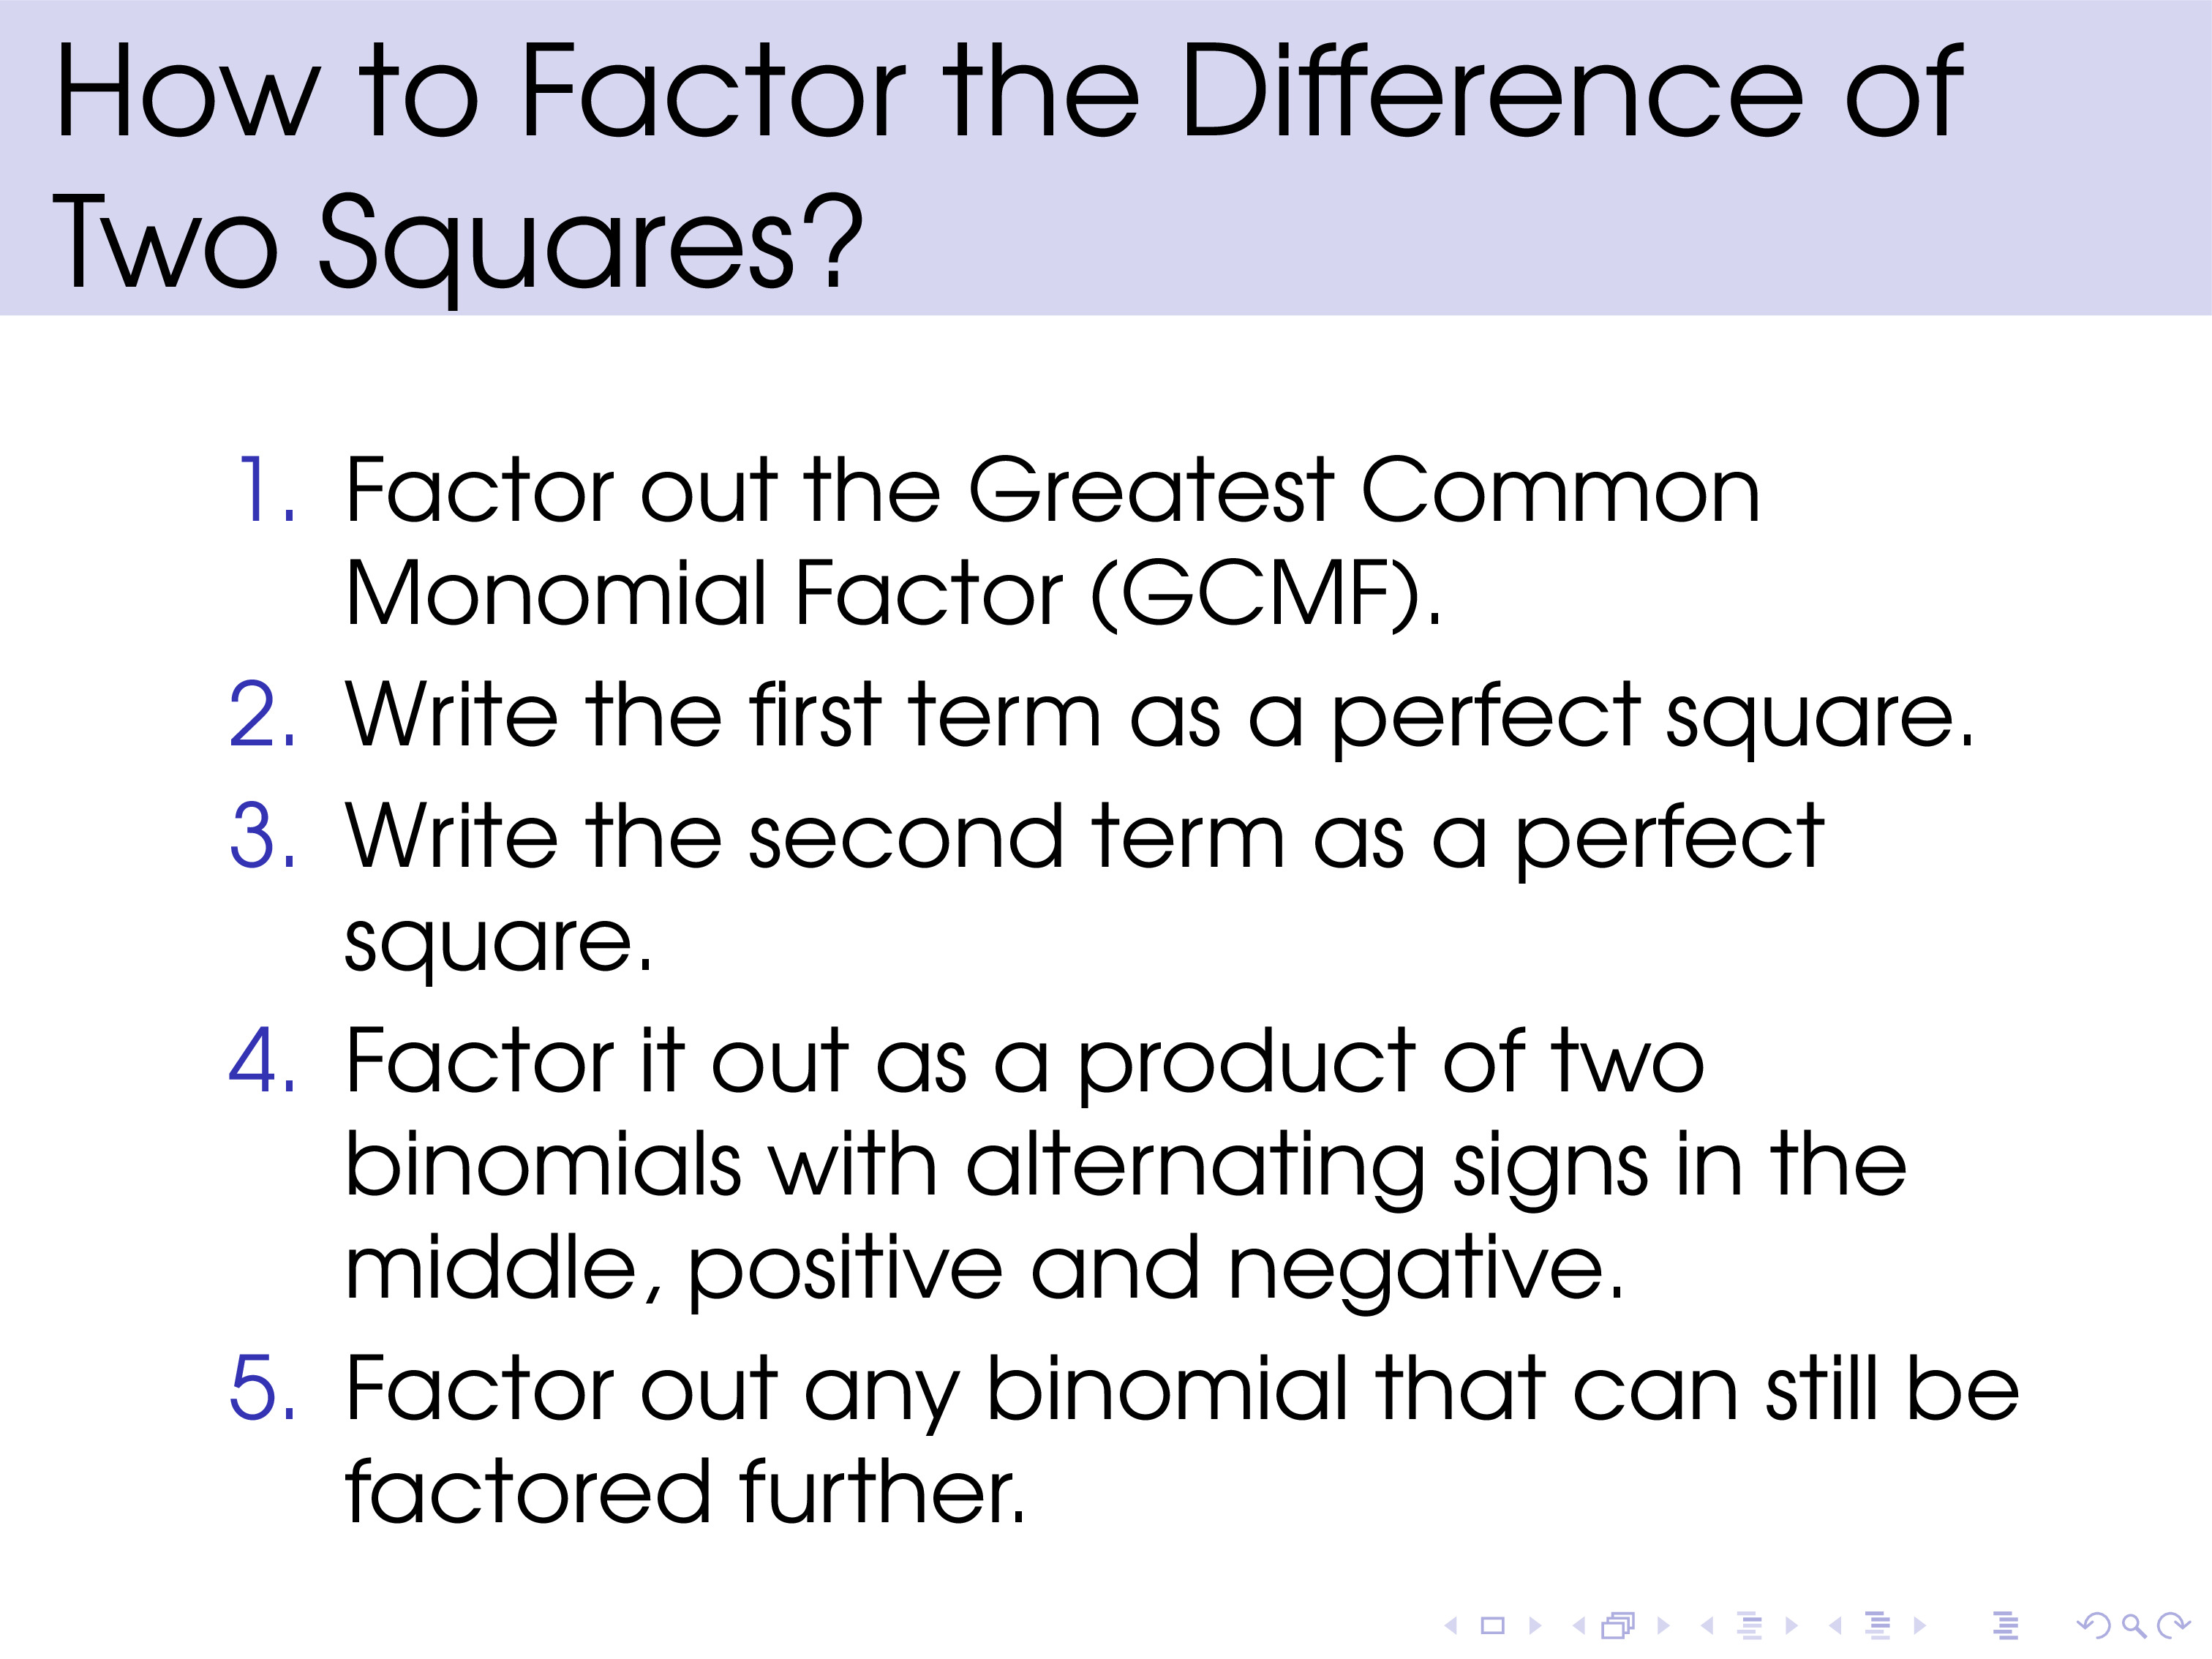 How to Factor the Difference of
Two Squares?
1. Factor out the Greatest Common
Monomial Factor (GCMF).
2. Write the first term as a perfect square.
3. Write the second term as a perfect
square.
4. Factor it out as a product of two
binomials with alternating signs in the
middle, positive and negative.
5. Factor out any binomial that can still be
factored further.